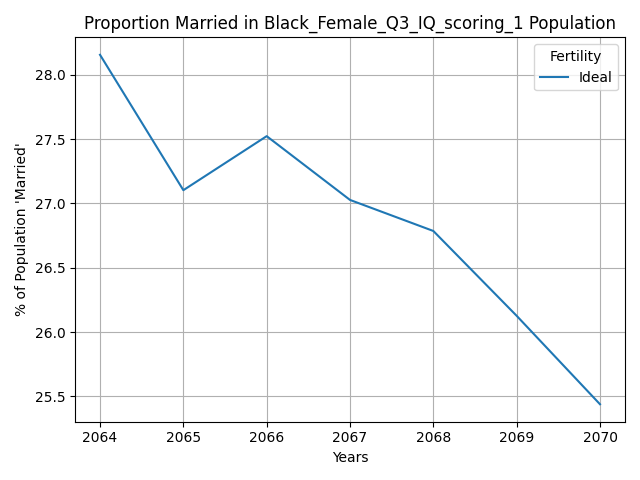 Proportion Married in Black_Female_Q3_IQ_scoring_1 Population
Fertility
Ideal
28.0
27.5
27.0
26.5
26.0
25.5
% of Population 'Married'
2064 2065 2066 2067 2068 2069 2070
Years